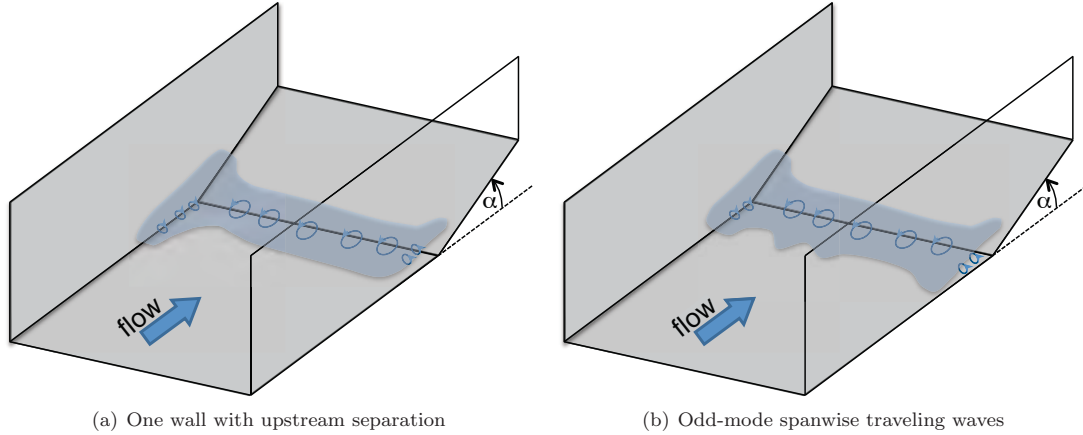 α
flow
(a) One wall with upstream separation
α
flow
(b) Odd-mode spanwise traveling waves